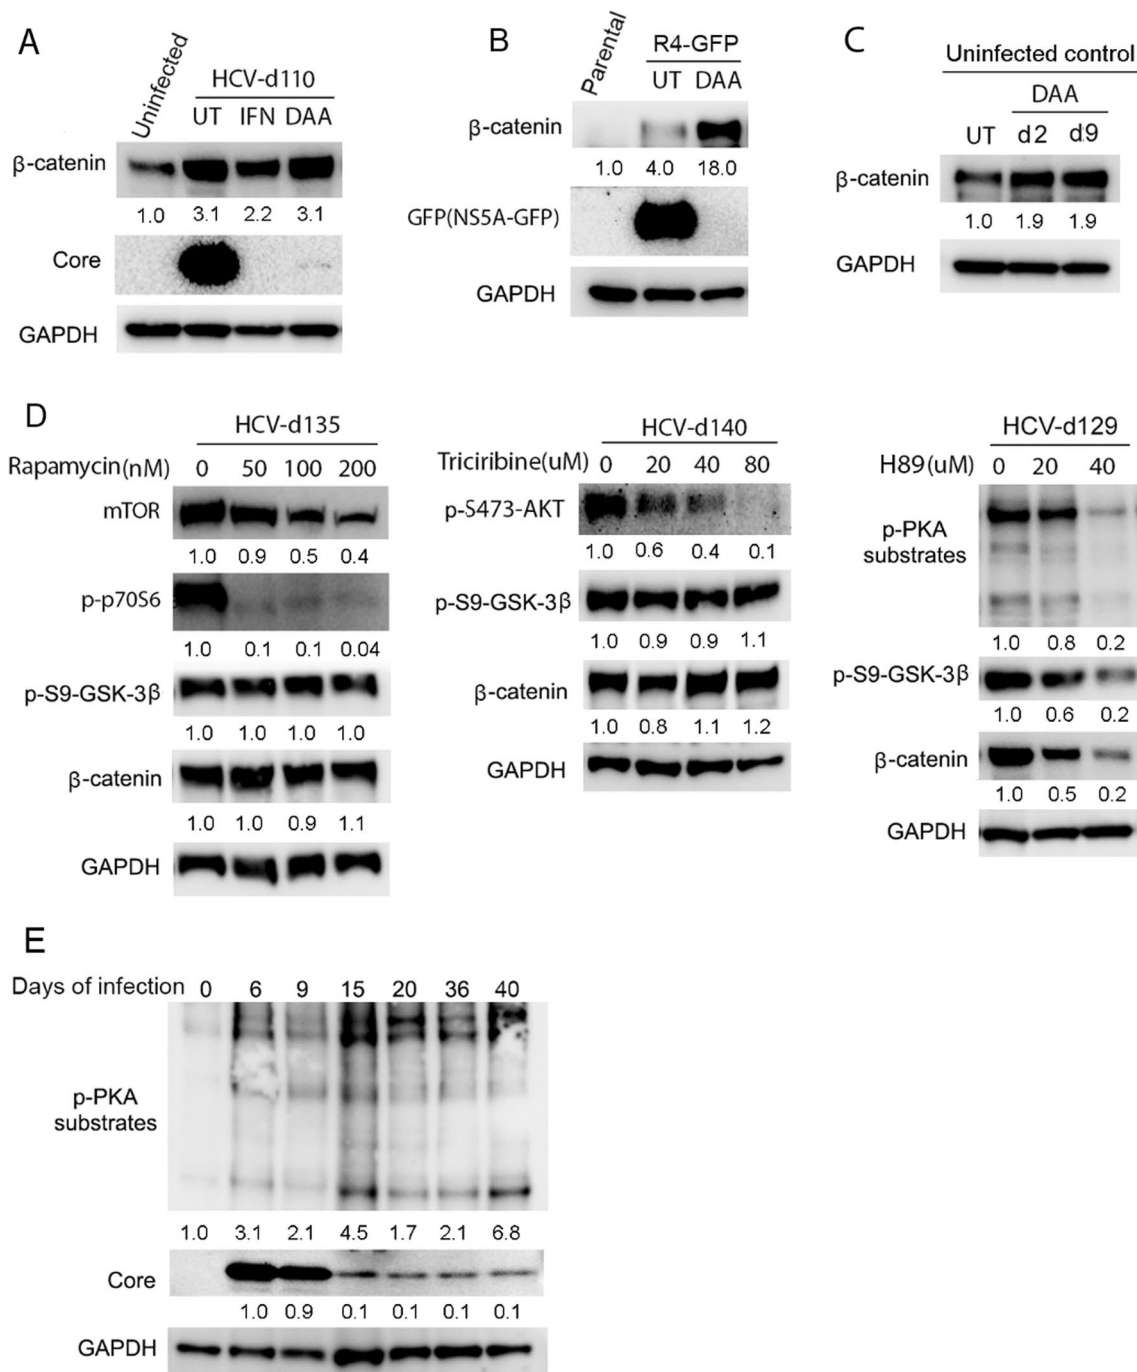 A
Uninfected
HCV-d110
UT IFN DAA
β-catenin
1.0 3.1 2.2 3.1
Core
GAPDH
B
Parental
R4-GFP
UT DAA
β-catenin
1.0 4.0 18.0
GFP(NS5A-GFP)
GAPDH
C
Uninfected control
DAA
UT d2 d9
β-catenin
1.0 1.9 1.9
GAPDH
D
HCV-d135
Rapamycin(nM) 0 50 100 200
mTOR
1.0 0.9 0.5 0.4
p-p70S6
1.0 0.1 0.1 0.04
p-S9-GSK-3β
1.0 1.0 1.0 1.0
β-catenin
1.0 1.0 0.9 1.1
GAPDH
HCV-d140
Triciribine(uM) 0 20 40 80
p-S473-AKT
1.0 0.6 0.4 0.1
p-S9-GSK-3β
1.0 0.9 0.9 1.1
β-catenin
1.0 0.8 1.1 1.2
GAPDH
HCV-d129
H89(uM) 0 20 40
p-PKA
substrates
1.0 0.8 0.2
p-S9-GSK-3β
1.0 0.6 0.2
β-catenin
1.0 0.5 0.2
GAPDH
E
Days of infection 0 6 9 15 20 36 40
p-PKA
substrates
1.0 3.1 2.1 4.5 1.7 2.1 6.8
Core
1.0 0.9 0.1 0.1 0.1 0.1
GAPDH